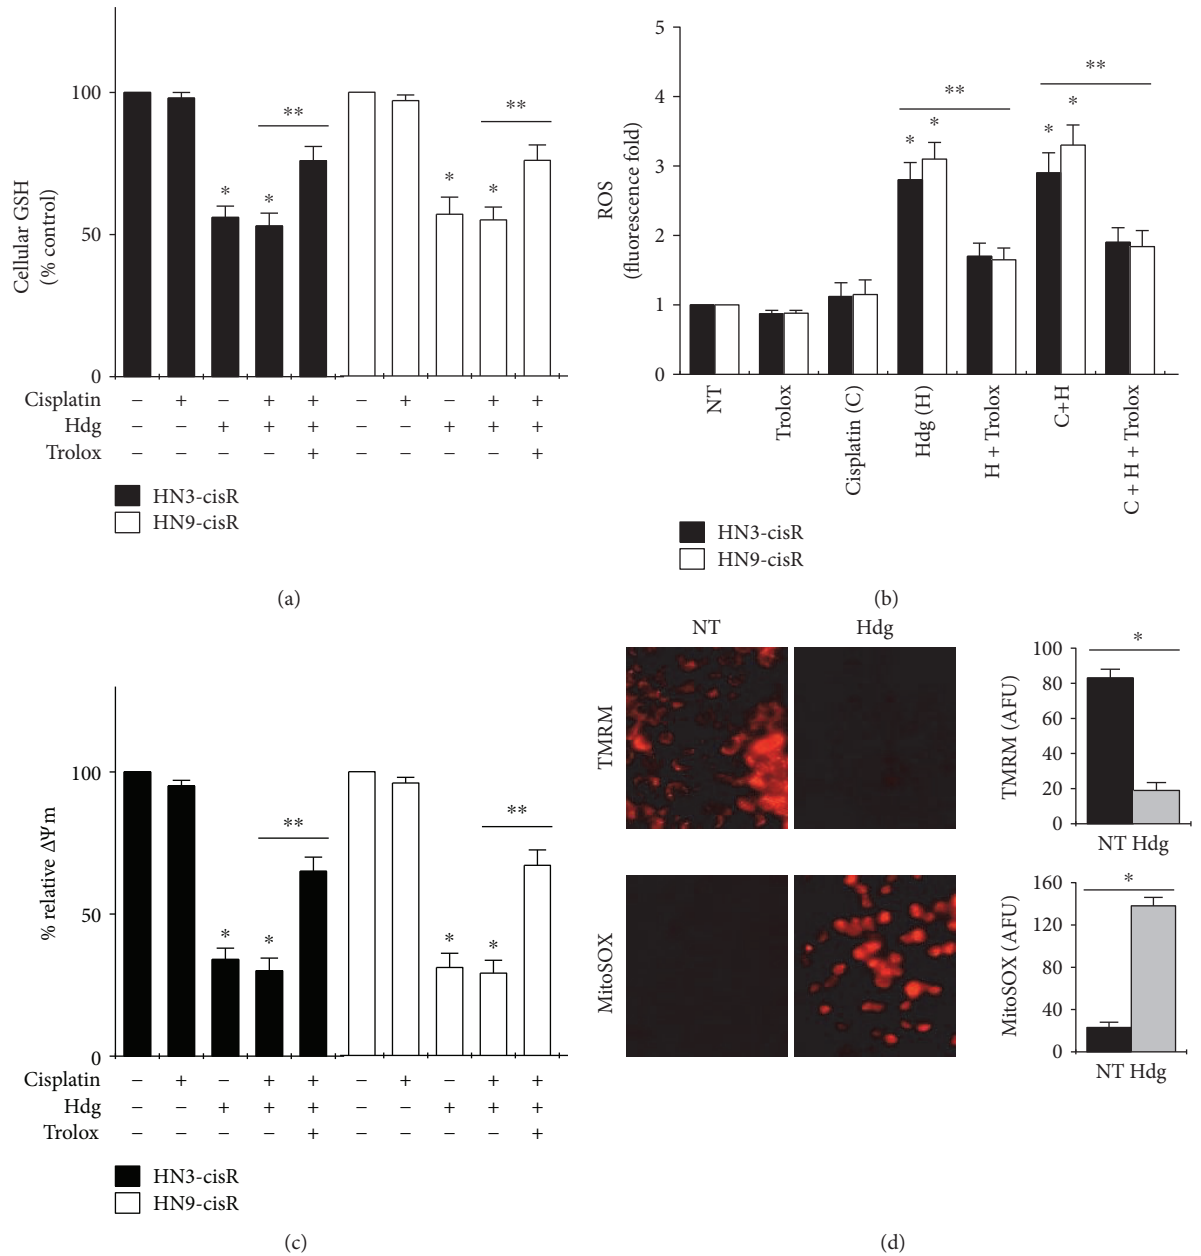 Cellular GSH
(% control)
100
50
0
*
*
**
*
*
**
Cisplatin − + − + + − + − + +
Hdg − − + + + − − + + +
Trolox − − − − + − − − − +
HN3-cisR
HN9-cisR
(a)
ROS
(fluorescence fold)
5
4
3
2
1
0
* *
**
* *
**
NT
Trolox
Cisplatin (C)
Hdg (H)
H + Trolox
C+H
C + H + Trolox
HN3-cisR
HN9-cisR
(b)
% relative ΔΨm
100
50
0
*
*
**
*
*
**
Cisplatin − + − + + − + − + +
Hdg − − + + + − − + + +
Trolox − − − − + − − − − +
HN3-cisR
HN9-cisR
(c)
NT Hdg
TMRM
TMRM (AFU)
100
80
60
40
20
0
*
NT Hdg
MitoSOX
MitoSOX (AFU)
160
120
80
40
0
*
NT Hdg
(d)